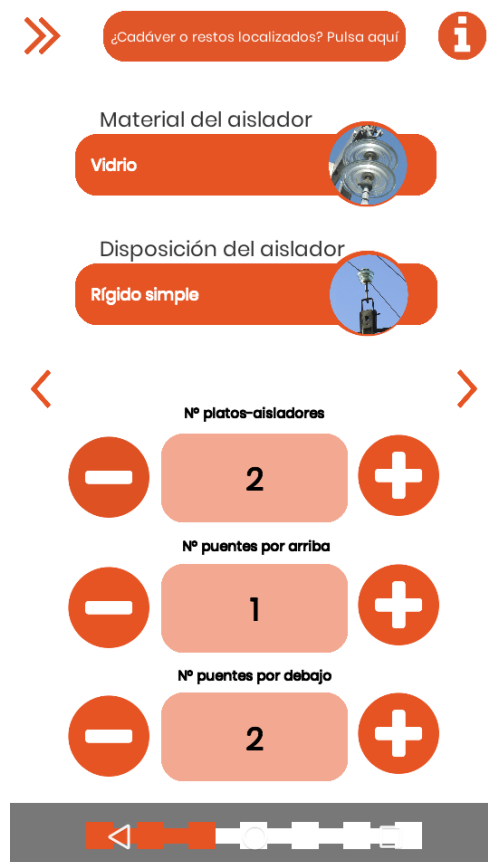 ¿Cadáver o restos localizados? Pulsa aquí
Material del aislador
Vidrio
Disposición del aislador
Rígido simple
Nº platos-aisladores
2
Nº puentes por arriba
1
Nº puentes por debajo
2